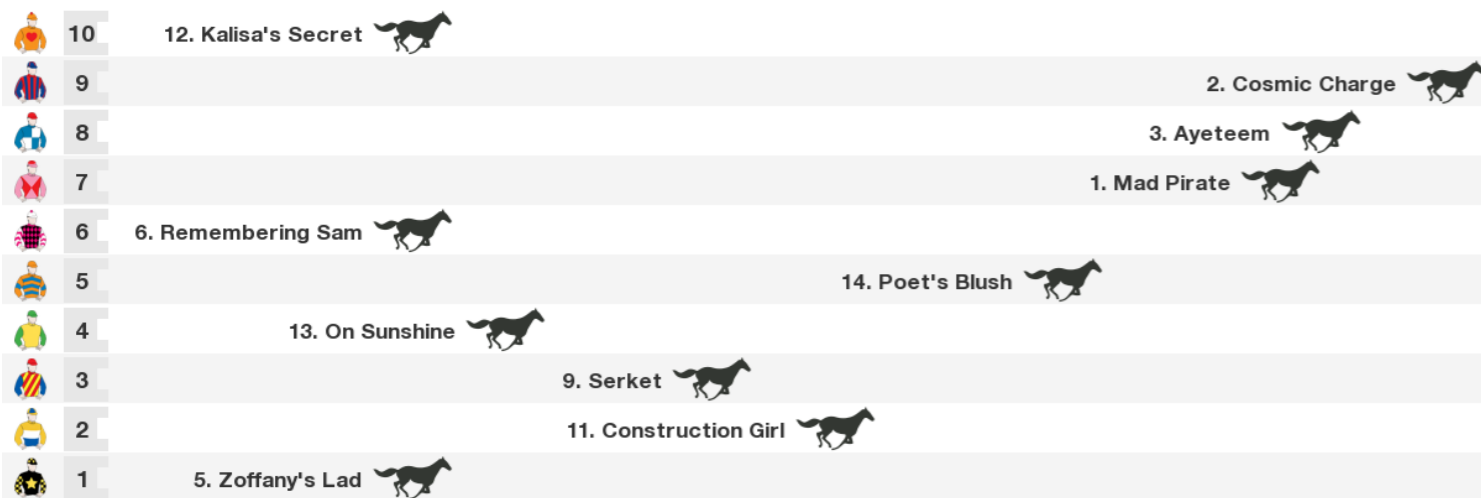 10 12. Kalisa's Secret
9 2. Cosmic Charge
8 3. Ayeteem
7 1. Mad Pirate
6 6. Remembering Sam
5 14. Poet's Blush
4 13. On Sunshine
3 9. Serket
2 11. Construction Girl
1 5. Zoffany's Lad